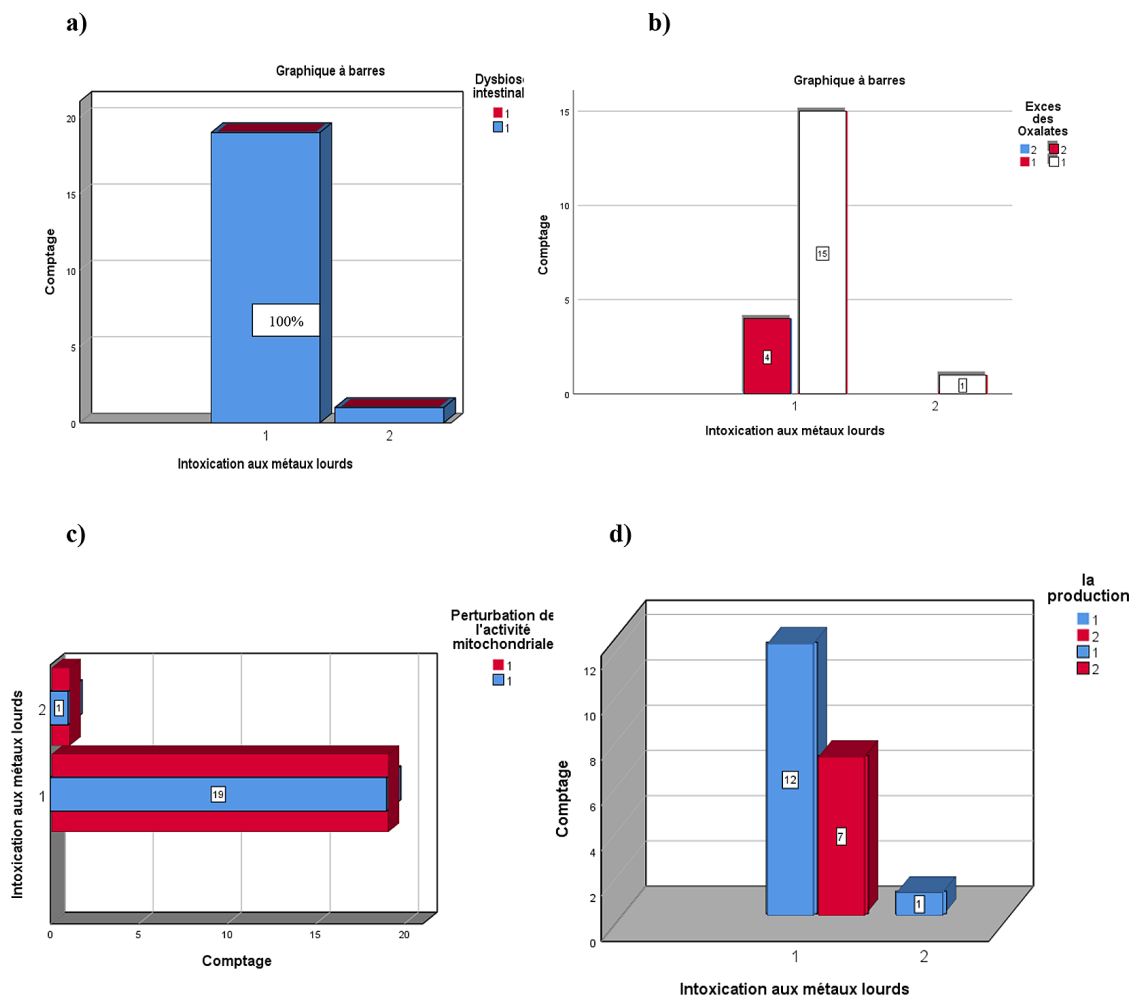 a)
Graphique à barres
Dysbios
intestinal
1
1
20
15
10
5
0
Comptage
100%
1
2
Intoxication aux métaux lourds
b)
Graphique à barres
Exces
des
Oxalates
2 2
1 1
15
10
5
0
Comptage
4
15
1
1
2
Intoxication aux métaux lourds
c)
Perturbation de
l'activité
mitochondriale
1
1
Intoxication aux métaux lourds
2
1
1
19
0
5
10
15
20
Comptage
d)
la
production
1
2
1
2
12
10
8
6
4
2
0
Comptage
12
7
1
1
2
Intoxication aux métaux lourds